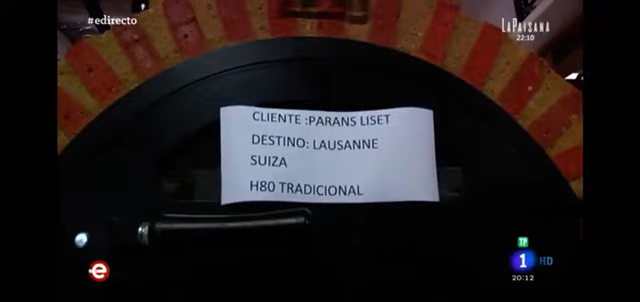 #edirecto
LAPAISANA
22:10
CLIENTE :PARANS LISET
DESTINO: LAUSANNE
SUIZA
H80 TRADICIONAL
e
TP
1 HD
20:12